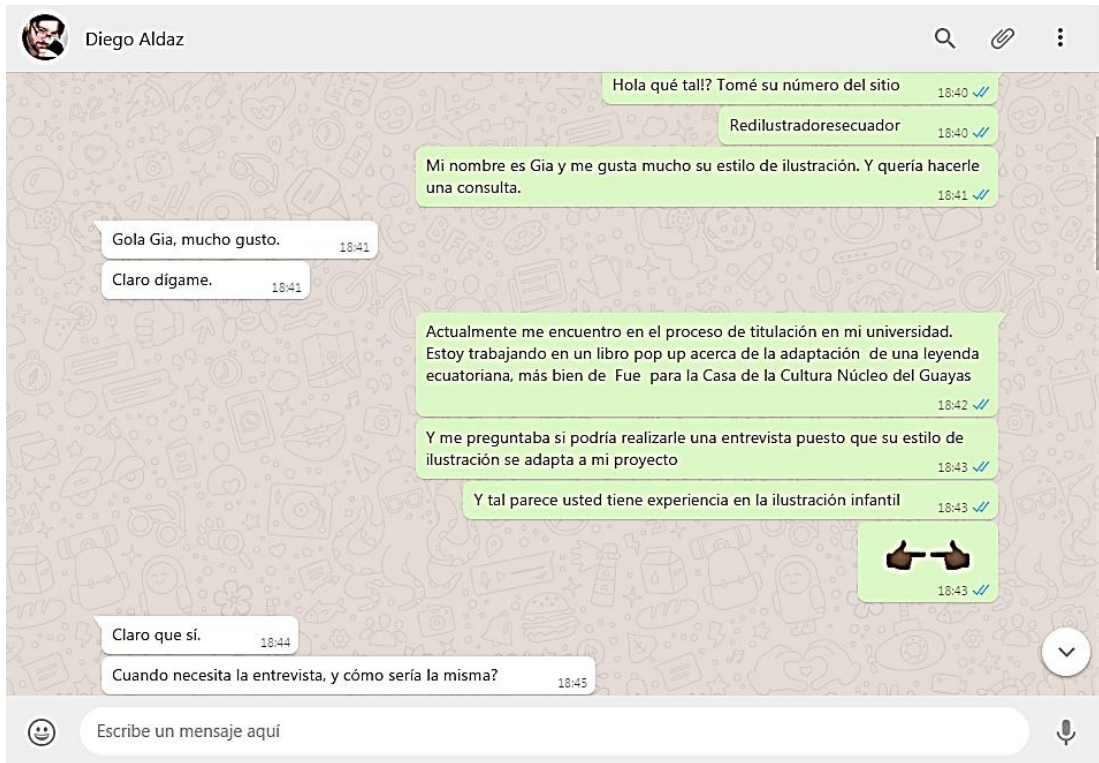 Diego Aldaz
Hola qué tal!? Tomé su número del sitio
18:40
Redilustradoresecuador
18:40
Mi nombre es Gia y me gusta mucho su estilo de ilustración. Y quería hacerle
una consulta.
18:41
Gola Gia, mucho gusto.
18:41
Claro dígame.
18:41
Actualmente me encuentro en el proceso de titulación en mi universidad.
Estoy trabajando en un libro pop up acerca de la adaptación de una leyenda
ecuatoriana, más bien de Fue para la Casa de la Cultura Núcleo del Guayas
18:42
Y me preguntaba si podría realizarle una entrevista puesto que su estilo de
ilustración se adapta a mi proyecto
18:43
Y tal parece usted tiene experiencia en la ilustración infantil
18:43
18:43
Claro que sí.
18:44
Cuando necesita la entrevista, y cómo sería la misma?
18:45
Escribe un mensaje aquí